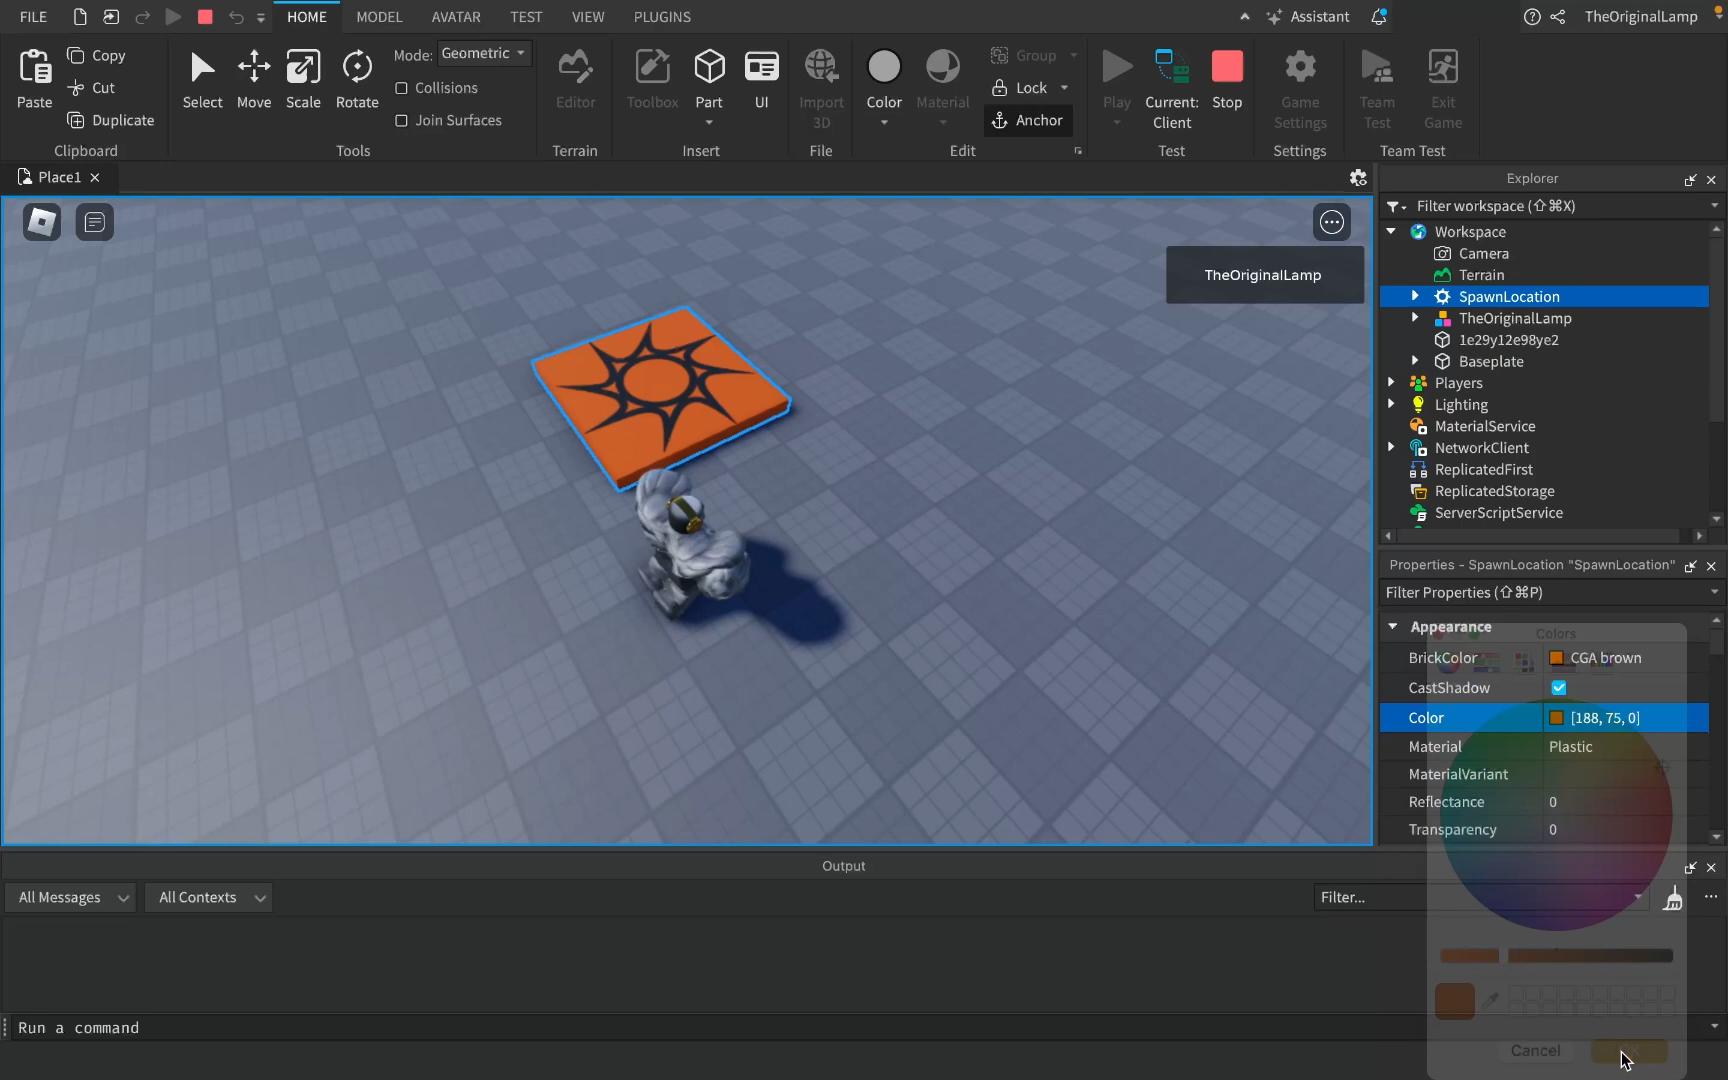 FILE HOME MODEL AVATAR TEST VIEW PLUGINS Assistant TheOriginalLamp
Paste Copy Cut Duplicate
Clipboard
Select Move Scale Rotate Mode: Geometric
Collisions
Join Surfaces
Tools
Editor
Terrain
Toolbox Part UI
Insert
Import 3D
File
Color Material Group Lock Anchor
Edit
Play Current: Client Stop
Test
Game Settings
Settings
Team Test Exit Game
Team Test
Place1
TheOriginalLamp
Explorer
Filter workspace (⇧⌘X)
Workspace
Camera
Terrain
SpawnLocation
TheOriginalLamp
1e29y12e98ye2
Baseplate
Players
Lighting
MaterialService
NetworkClient
ReplicatedFirst
ReplicatedStorage
ServerScriptService
Properties - SpawnLocation "SpawnLocation"
Filter Properties (⇧⌘P)
Appearance
Colors
BrickColor CGA brown
CastShadow
Color [188, 75, 0]
Material Plastic
MaterialVariant
Reflectance 0
Transparency 0
Output
All Messages All Contexts Filter...
Run a command
Cancel